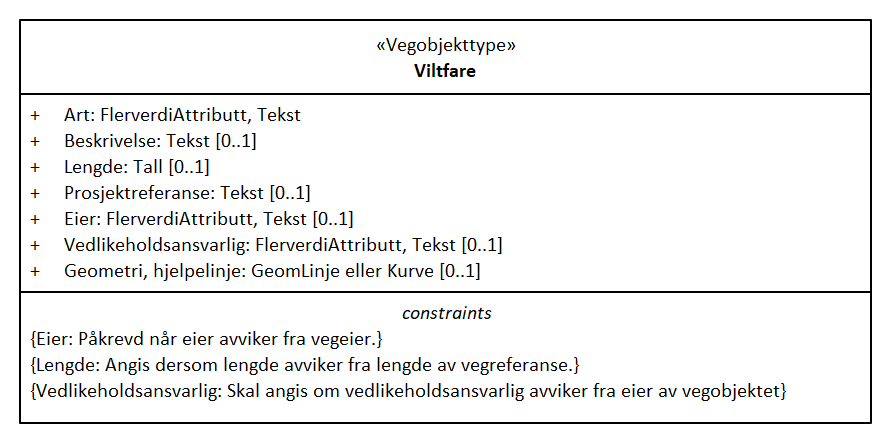 «Vegobjekttype»
Viltfare
+ Art: FlerverdiAttributt, Tekst
+ Beskrivelse: Tekst [0..1]
+ Lengde: Tall [0..1]
+ Prosjektreferanse: Tekst [0..1]
+ Eier: FlerverdiAttributt, Tekst [0..1]
+ Vedlikeholdsansvarlig: FlerverdiAttributt, Tekst [0..1]
+ Geometri, hjelpelinje: GeomLinje eller Kurve [0..1]
constraints
{Eier: Påkrevd når eier avviker fra vegeier.}
{Lengde: Angis dersom lengde avviker fra lengde av vegreferanse.}
{Vedlikeholdsansvarlig: Skal angis om vedlikeholdsansvarlig avviker fra eier av vegobjektet}